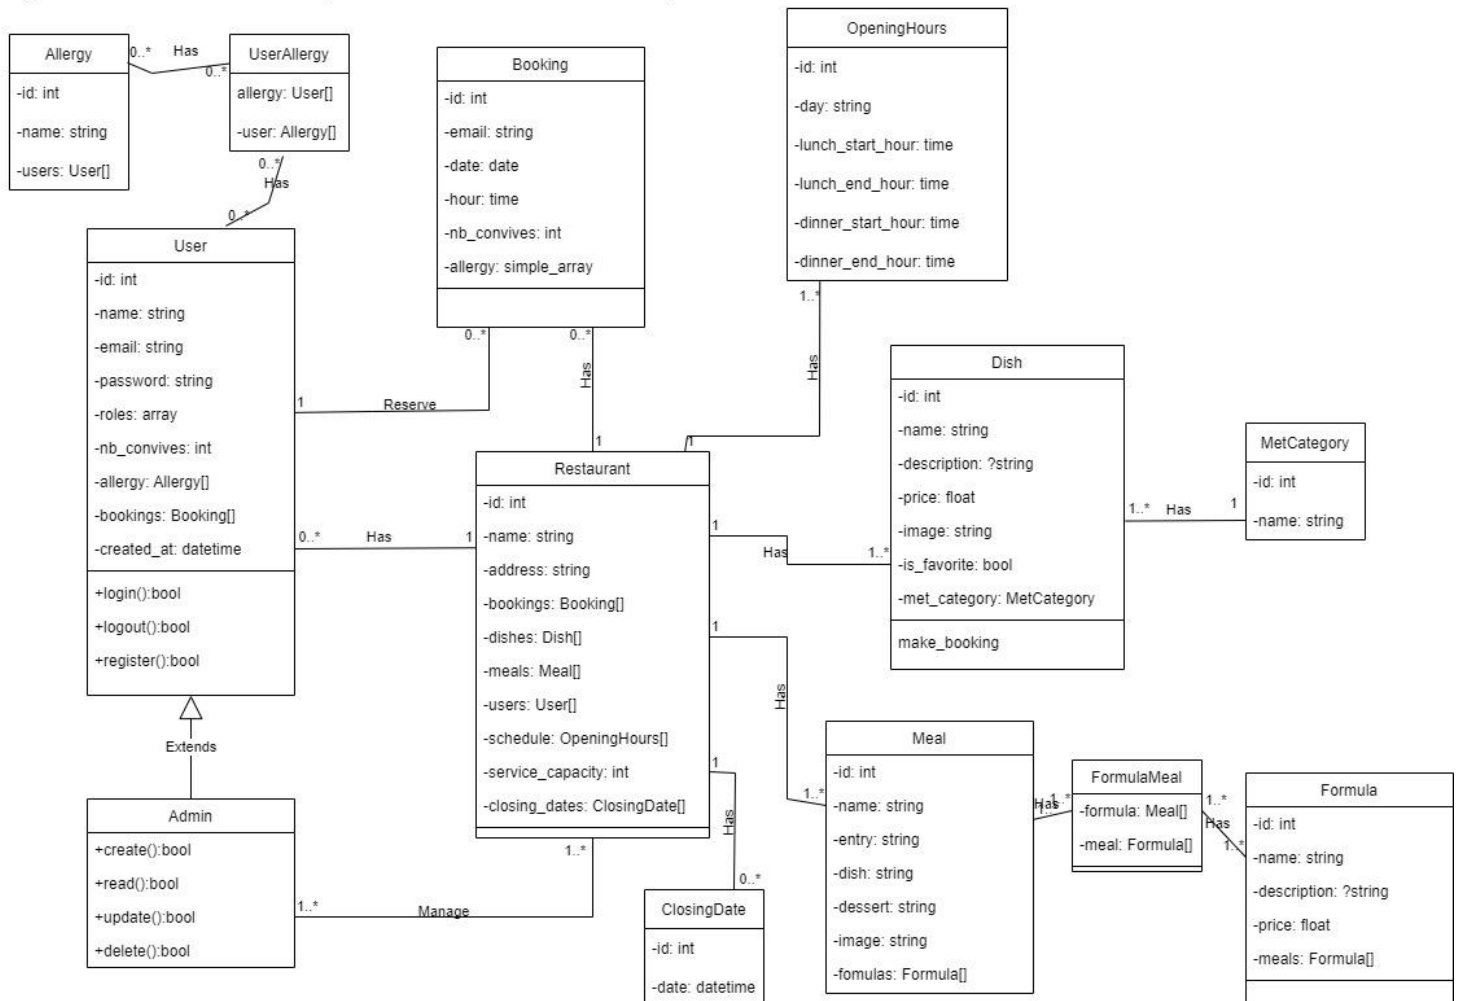 Allergy
-id: int
-name: string
-users: User[]
0..*
Has
0..*
UserAllergy
allergy: User[]
-user: Allergy[]
0..*
Has
0..*
Booking
-id: int
-email: string
-date: date
-hour: time
-nb_convives: int
-allergy: simple_array
0..*
0..*
OpeningHours
-id: int
-day: string
-lunch_start_hour: time
-lunch_end_hour: time
-dinner_start_hour: time
-dinner_end_hour: time
1..*
Has
1
User
-id: int
-name: string
-email: string
-password: string
-roles: array
-nb_convives: int
-allergy: Allergy[]
-bookings: Booking[]
-created_at: datetime
+login():bool
+logout():bool
+register():bool
1
Reserve
Has
1
0..*
Has
1
Restaurant
-id: int
-name: string
-address: string
-bookings: Booking[]
-dishes: Dish[]
-meals: Meal[]
-users: User[]
-schedule: OpeningHours[]
-service_capacity: int
-closing_dates: ClosingDate[]
1
Has
1..*
Dish
-id: int
-name: string
-description: ?string
-price: float
-image: string
-is_favorite: bool
-met_category: MetCategory
make_booking
1..*
Has
1
MetCategory
-id: int
-name: string
1
Has
1..*
Extends
Admin
+create():bool
+read():bool
+update():bool
+delete():bool
1..*
Manage
1..*
1
Has
0..*
ClosingDate
-id: int
-date: datetime
Meal
-id: int
-name: string
-entry: string
-dish: string
-dessert: string
-image: string
-fomulas: Formula[]
Has
1..*
1..*
FormulaMeal
-formula: Meal[]
-meal: Formula[]
1..*
Has
1..*
Formula
-id: int
-name: string
-description: ?string
-price: float
-meals: Formula[]